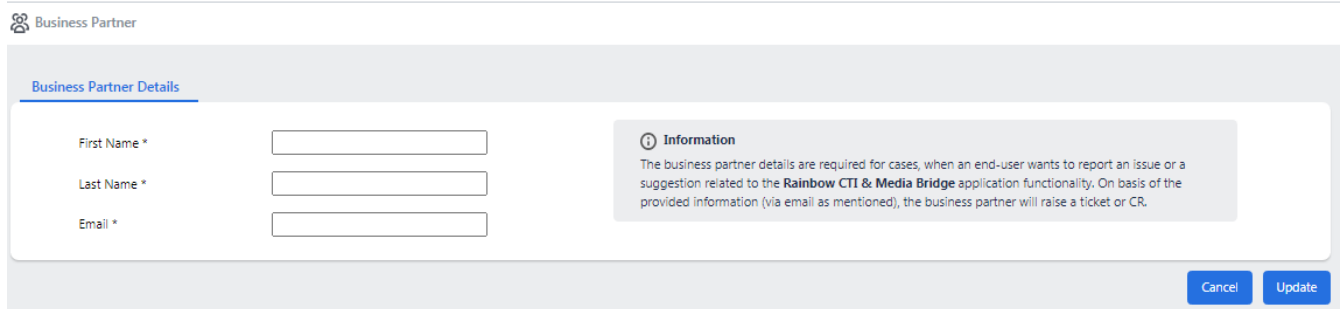 Business Partner
Business Partner Details
First Name *
Last Name *
Email *
Information
The business partner details are required for cases, when an end-user wants to report an issue or a
suggestion related to the Rainbow CTI & Media Bridge application functionality. On basis of the
provided information (via email as mentioned), the business partner will raise a ticket or CR.
Cancel
Update